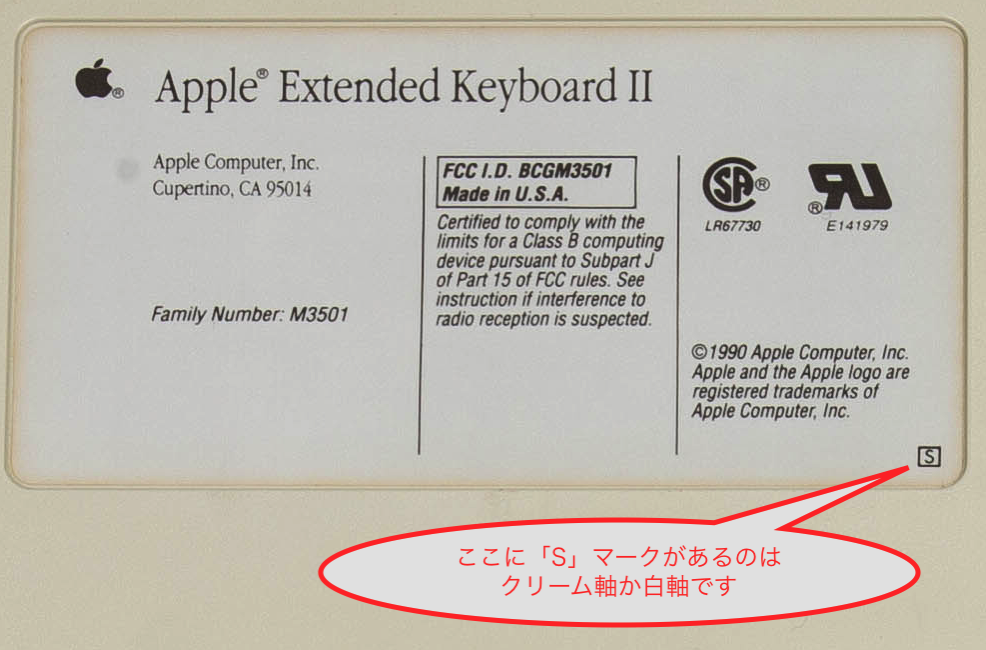 Apple® Extended Keyboard II
Apple Computer, Inc.
Cupertino, CA 95014
Family Number: M3501
FCC I.D. BCGM3501
Made in U.S.A.
Certified to comply with the
limits for a Class B computing
device pursuant to Subpart J
of Part 15 of FCC rules. See
instruction if interference to
radio reception is suspected.
SA®
LR67730
RU®
E141979
©1990 Apple Computer, Inc.
Apple and the Apple logo are
registered trademarks of
Apple Computer, Inc.
S
ここに「S」マークがあるのは
クリーム軸か白軸です